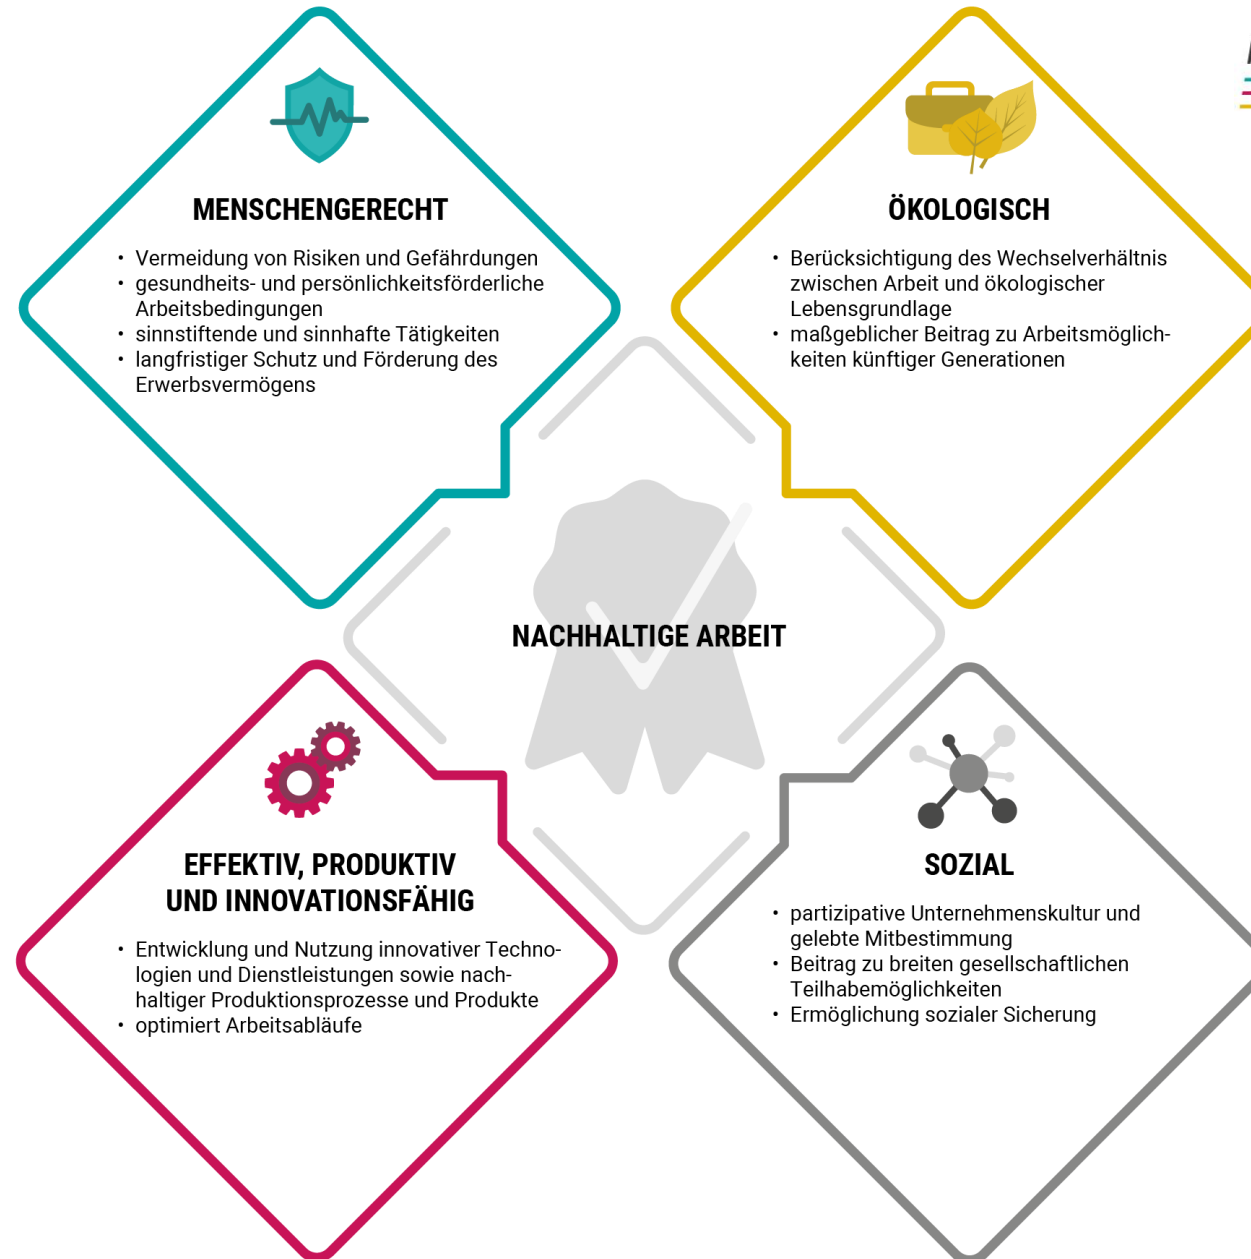 MENSCHENGERECHT
• Vermeidung von Risiken und Gefährdungen
• gesundheits- und persönlichkeitsförderliche
Arbeitsbedingungen
• sinnstiftende und sinnhafte Tätigkeiten
• langfristiger Schutz und Förderung des
Erwerbsvermögens
ÖKOLOGISCH
• Berücksichtigung des Wechselverhältnis
zwischen Arbeit und ökologischer
Lebensgrundlage
• maßgeblicher Beitrag zu Arbeitsmöglich-
keiten künftiger Generationen
NACHHALTIGE ARBEIT
EFFEKTIV, PRODUKTIV
UND INNOVATIONSFÄHIG
• Entwicklung und Nutzung innovativer Techno-
logien und Dienstleistungen sowie nach-
haltiger Produktionsprozesse und Produkte
• optimiert Arbeitsabläufe
SOZIAL
• partizipative Unternehmenskultur und
gelebte Mitbestimmung
• Beitrag zu breiten gesellschaftlichen
Teilhabemöglichkeiten
• Ermöglichung sozialer Sicherung